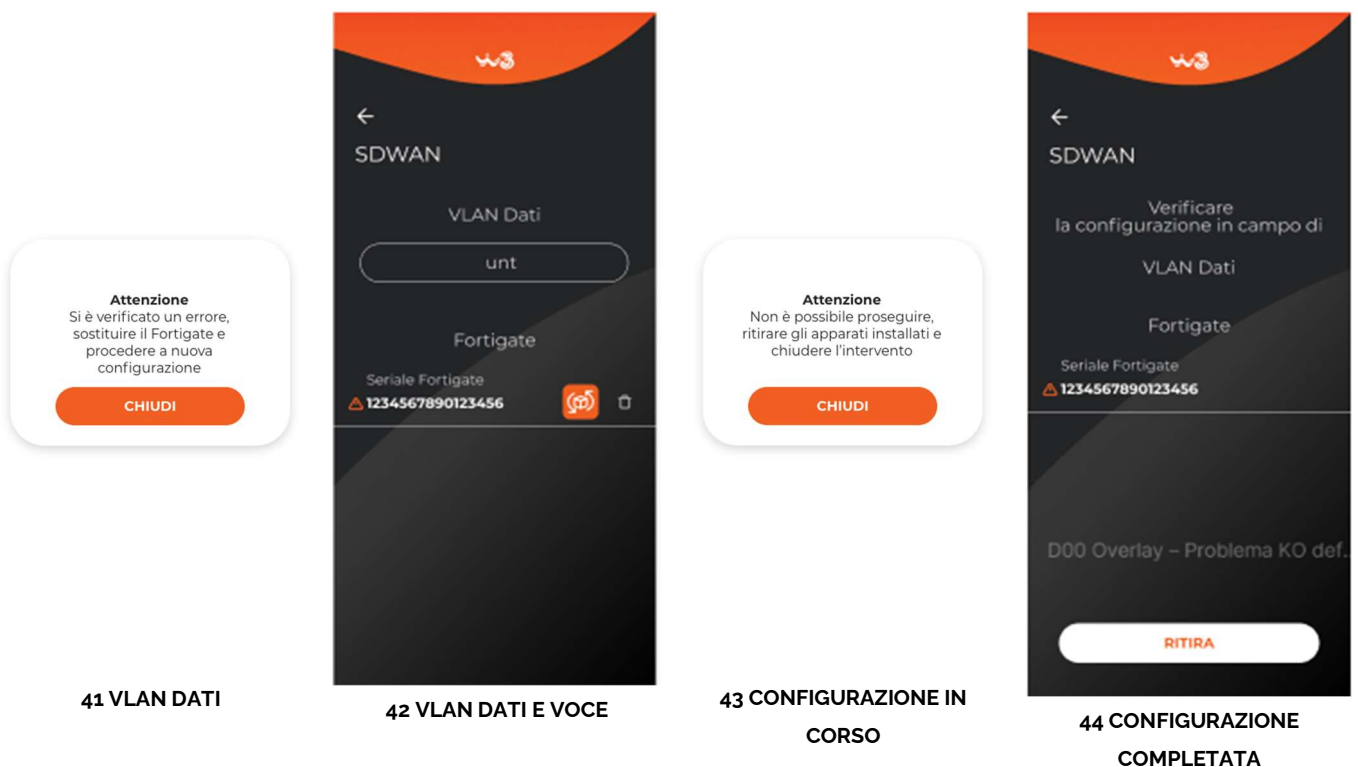 Attenzione
Si è verificato un errore,
sostituire il Fortigate e
procedere a nuova
configurazione
CHIUDI
41 VLAN DATI
SDWAN
VLAN Dati
unt
Fortigate
Seriale Fortigate
1234567890123456
42 VLAN DATI E VOCE
Attenzione
Non è possibile proseguire,
ritirare gli apparati installati e
chiudere l'intervento
CHIUDI
43 CONFIGURAZIONE IN
CORSO
SDWAN
Verificare
la configurazione in campo di
VLAN Dati
Fortigate
Seriale Fortigate
1234567890123456
D00 Overlay – Problema KO def..
RITIRA
44 CONFIGURAZIONE
COMPLETATA